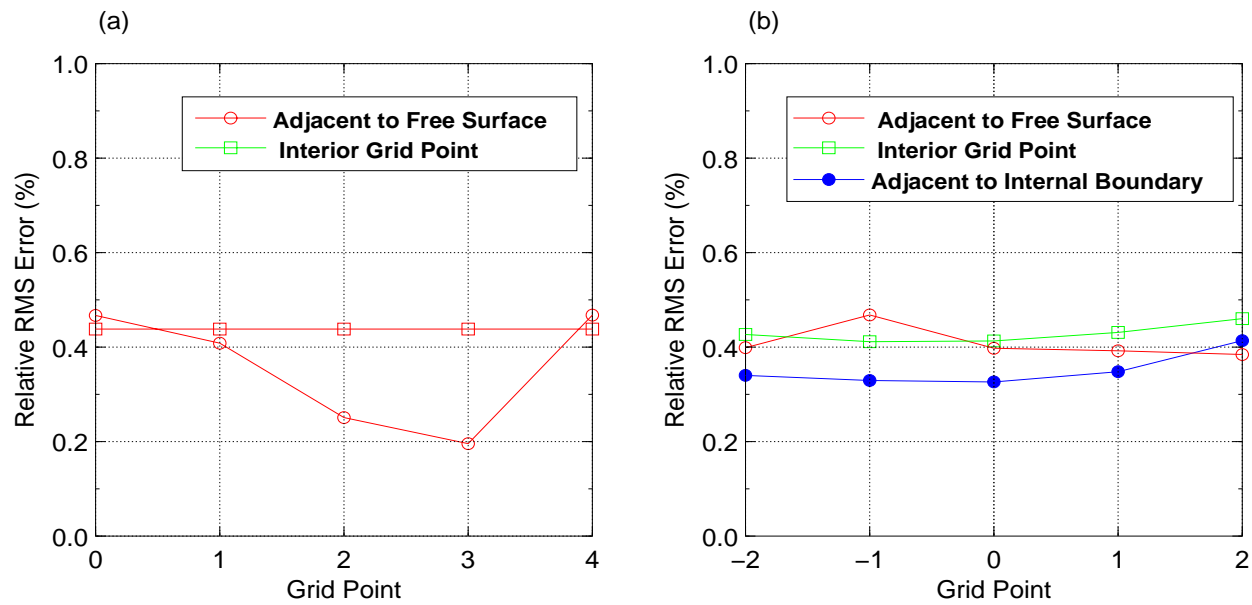 (a)
1.0
0.8
0.6
0.4
0.2
0.0
Relative RMS Error (%)
Adjacent to Free Surface
Interior Grid Point
0 1 2 3 4
Grid Point
(b)
1.0
0.8
0.6
0.4
0.2
0.0
Relative RMS Error (%)
Adjacent to Free Surface
Interior Grid Point
Adjacent to Internal Boundary
−2 −1 0 1 2
Grid Point